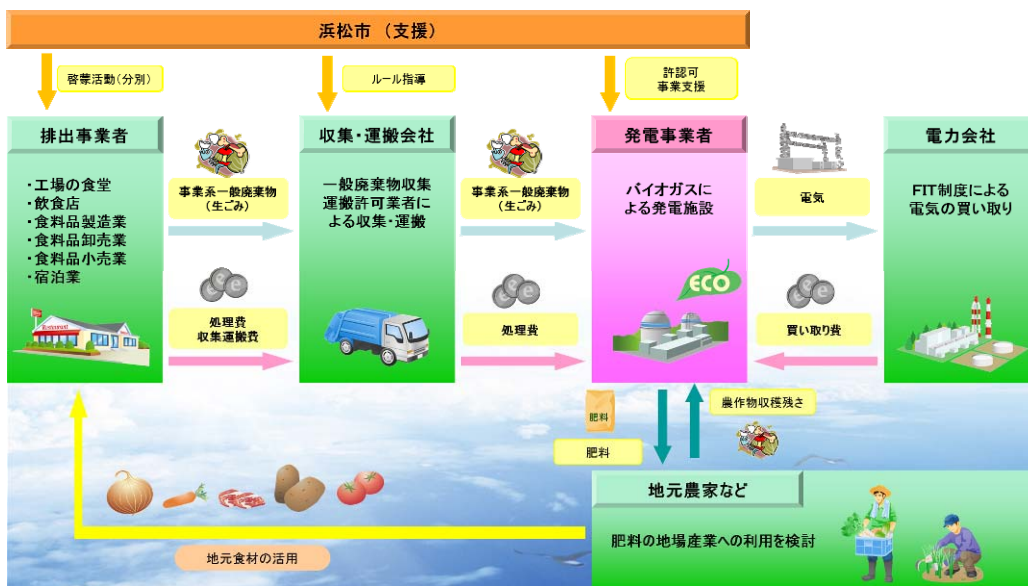 浜松市 (支援)
啓蒙活動(分別)
ルール指導
許認可
事業支援
排出事業者
・工場の食堂
・飲食店
・食料品製造業
・食料品卸売業
・食料品小売業
・宿泊業
Restaurant
事業系一般廃棄物
(生ごみ)
処理費
収集運搬費
収集・運搬会社
一般廃棄物収集
運搬許可業者に
よる収集・運搬
事業系一般廃棄物
(生ごみ)
処理費
発電事業者
バイオガスに
よる発電施設
ECO
電気
買い取り費
電力会社
FIT制度による
電気の買い取り
肥料
肥料
農作物収穫残さ
地元農家など
肥料の地場産業への利用を検討
地元食材の活用